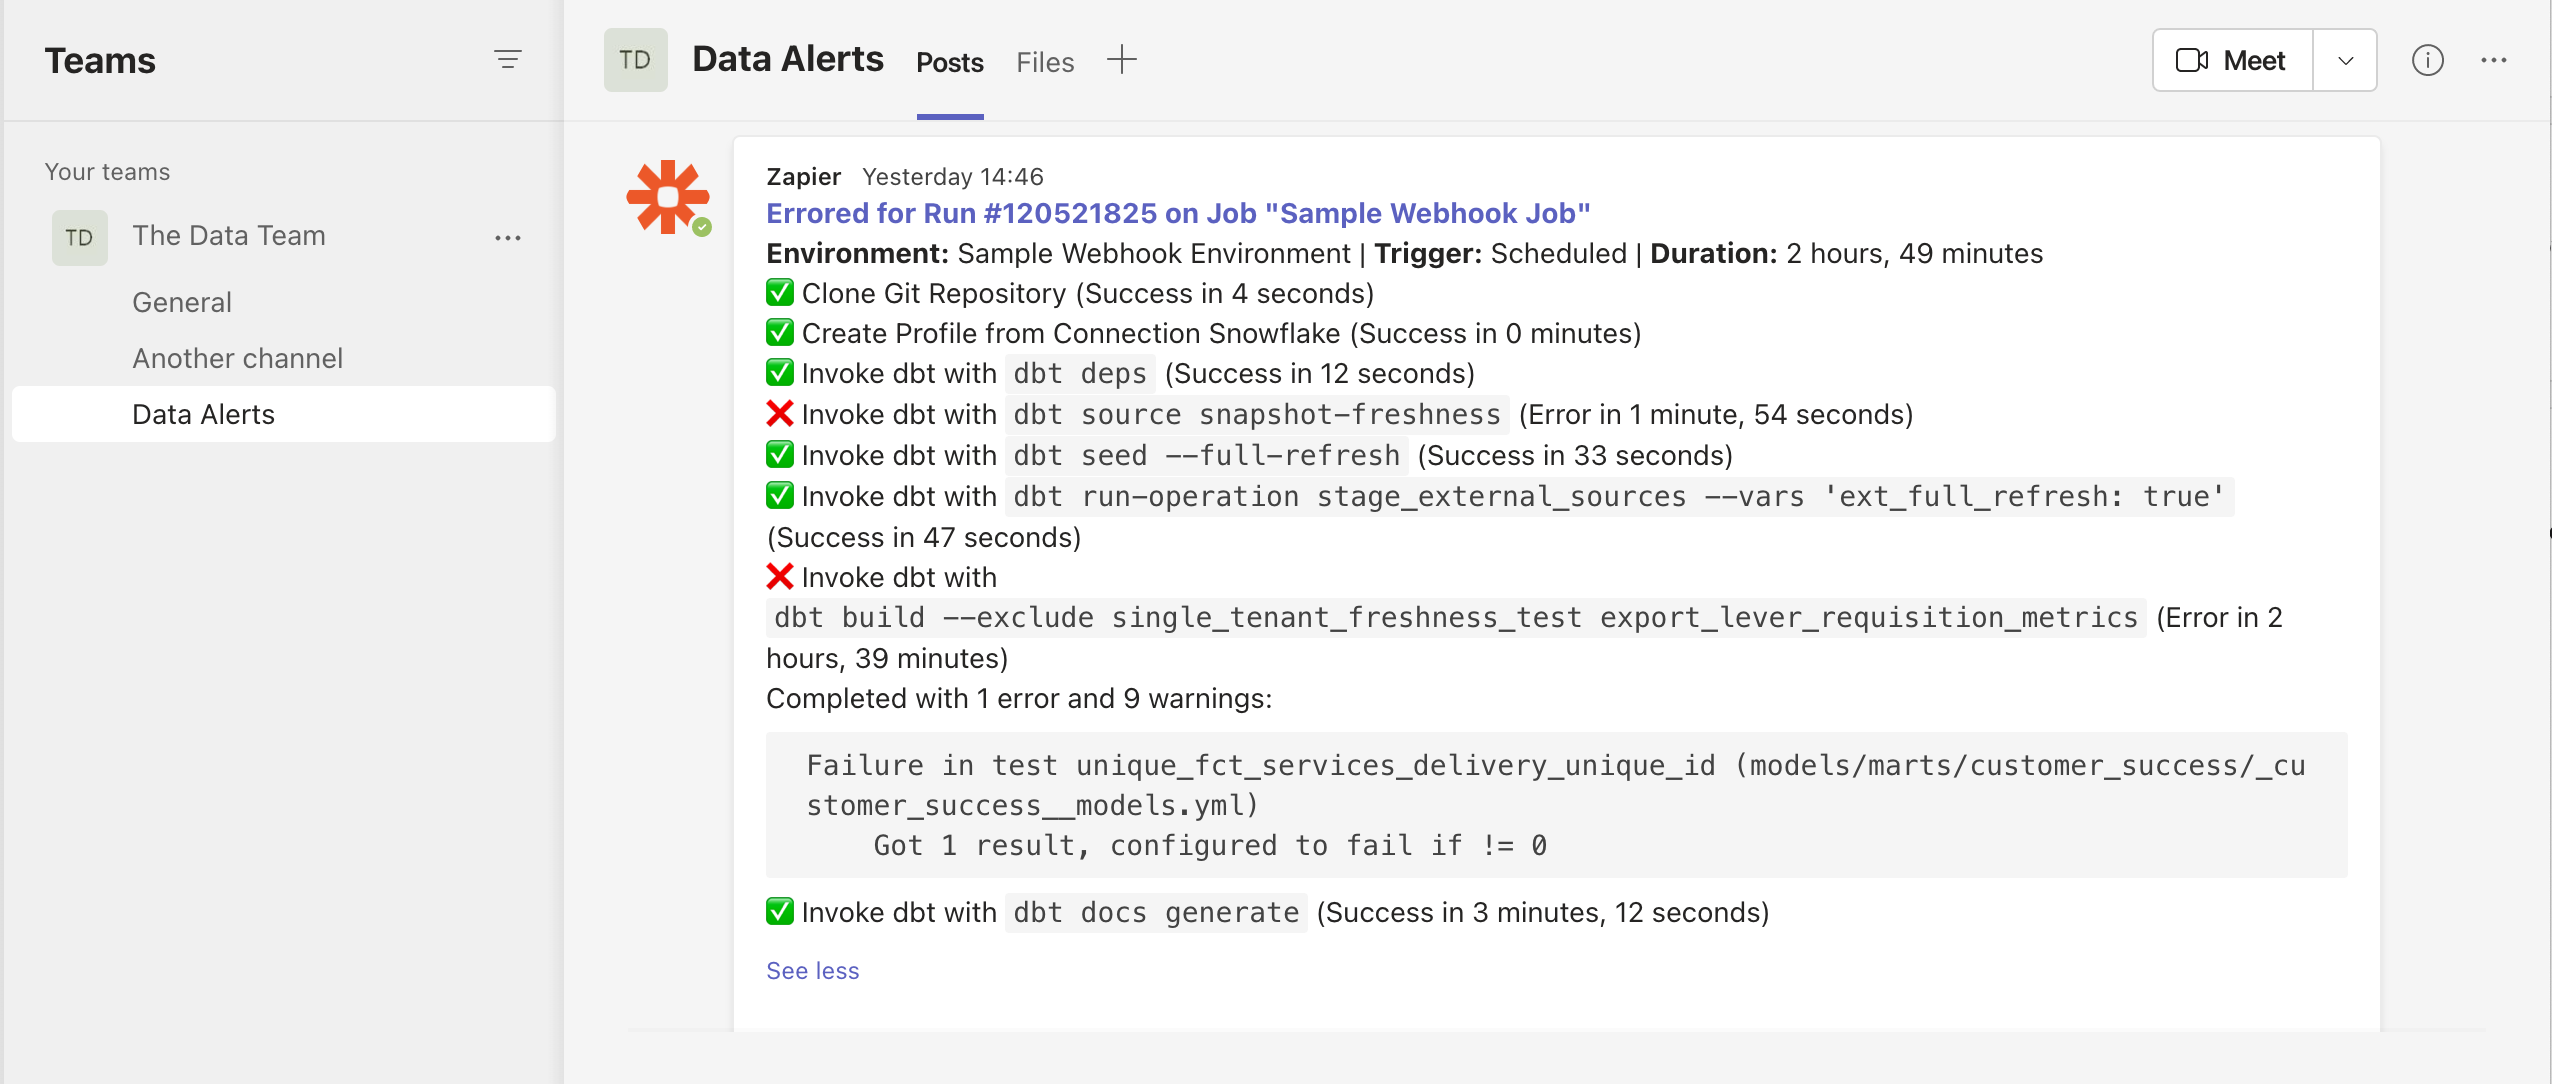 Teams
Your teams
TD The Data Team
General
Another channel
Data Alerts
TD Data Alerts Posts Files Meet
Zapier Yesterday 14:46
Errored for Run #120521825 on Job "Sample Webhook Job"
Environment: Sample Webhook Environment | Trigger: Scheduled | Duration: 2 hours, 49 minutes
✅ Clone Git Repository (Success in 4 seconds)
✅ Create Profile from Connection Snowflake (Success in 0 minutes)
✅ Invoke dbt with dbt deps (Success in 12 seconds)
❌ Invoke dbt with dbt source snapshot-freshness (Error in 1 minute, 54 seconds)
✅ Invoke dbt with dbt seed --full-refresh (Success in 33 seconds)
✅ Invoke dbt with dbt run-operation stage_external_sources --vars 'ext_full_refresh: true'
(Success in 47 seconds)
❌ Invoke dbt with
dbt build --exclude single_tenant_freshness_test export_lever_requisition_metrics (Error in 2
hours, 39 minutes)
Completed with 1 error and 9 warnings:
Failure in test unique_fct_services_delivery_unique_id (models/marts/customer_success/_cu
stomer_success__models.yml)
Got 1 result, configured to fail if != 0
✅ Invoke dbt with dbt docs generate (Success in 3 minutes, 12 seconds)
See less